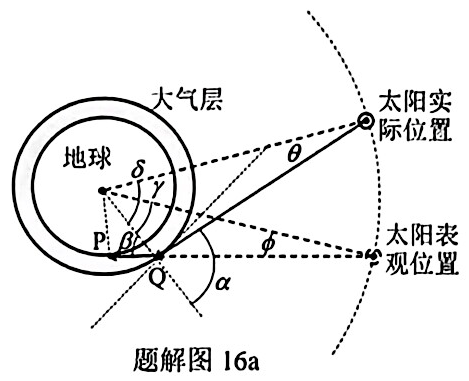 大气层
太阳实
际位置
地球
θ
δ
γ
P
β
Q
ϕ
α
太阳表
观位置
题解图 16a